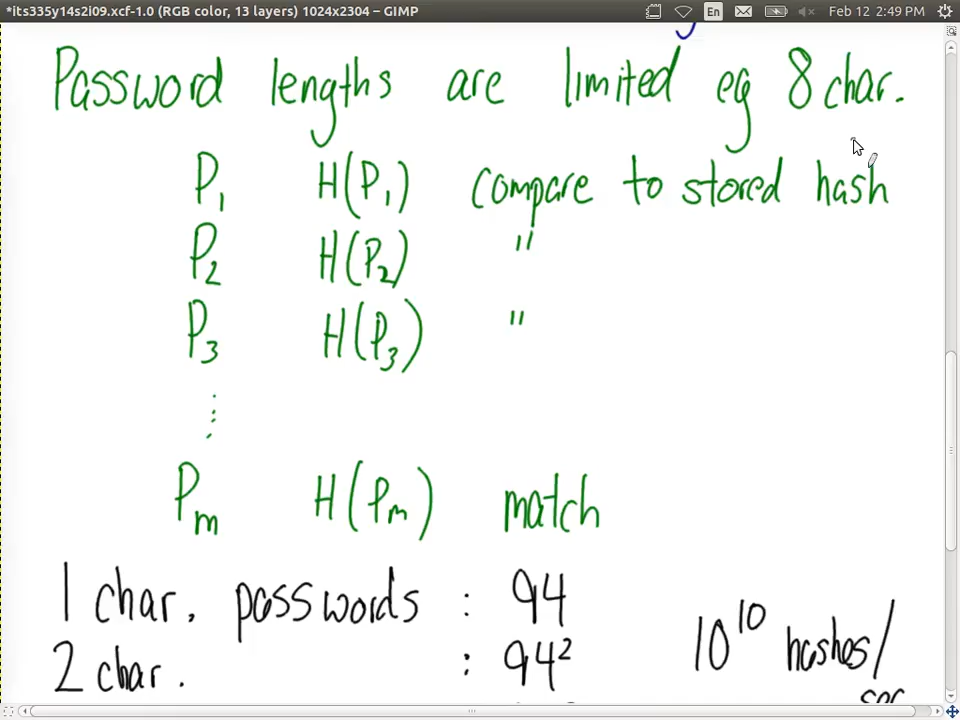 *its335y14s2i09.xcf-1.0 (RGB color, 13 layers) 1024x2304 – GIMP En Feb 12 2:49 PM
Password lengths are limited eg 8 char.
P1 H(P1) compare to stored hash
P2 H(P2) "
P3 H(P3) "
⋮
Pm H(Pm) match
1 char. passwords : 94
2 char. : 94² 10¹⁰ hashes/